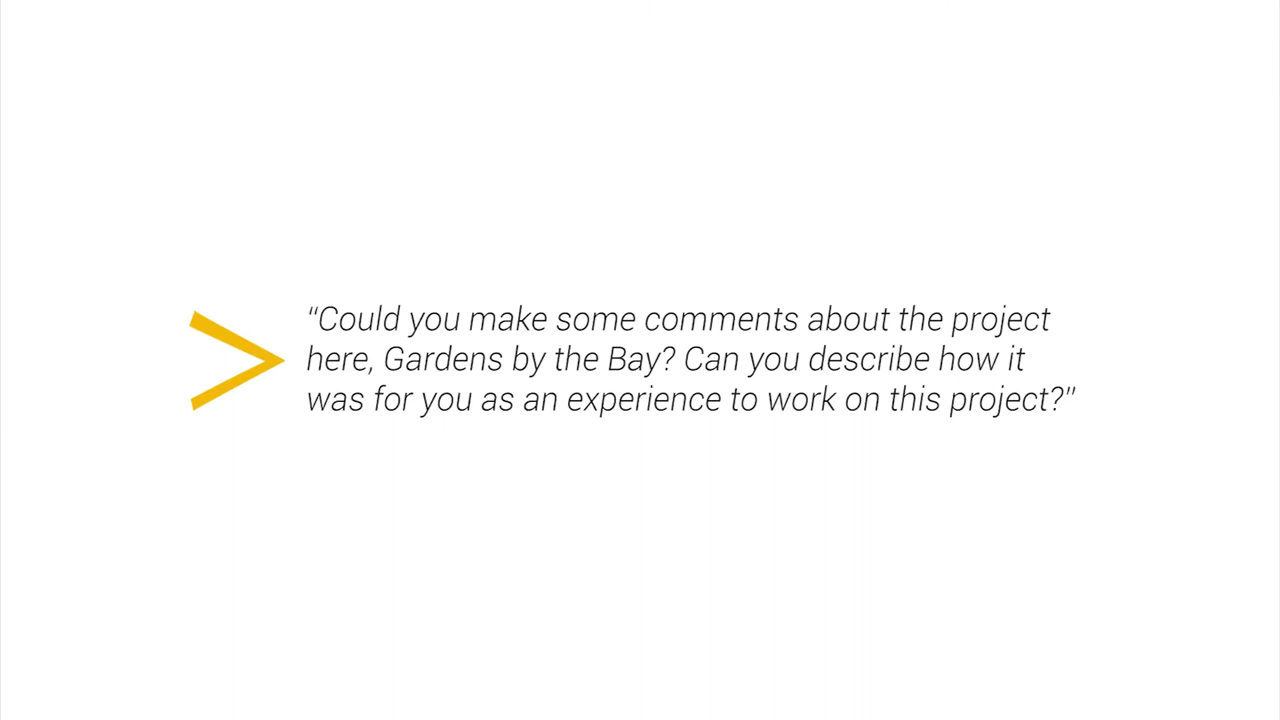 "Could you make some comments about the project
here, Gardens by the Bay? Can you describe how it
was for you as an experience to work on this project?"